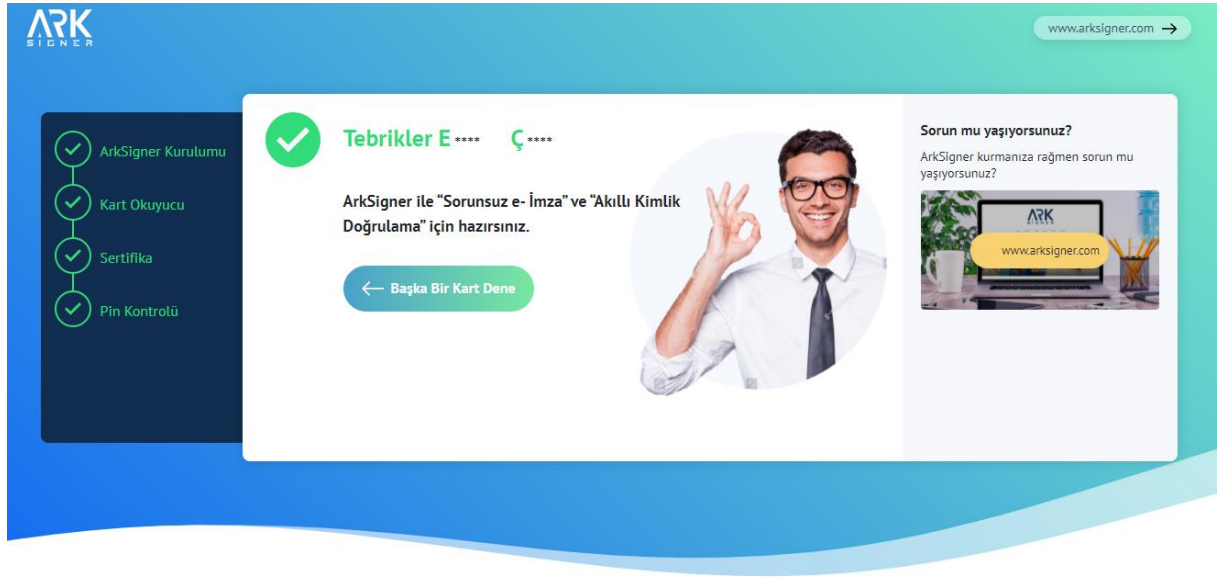 ARK
SIGNER
www.arksigner.com →
ArkSigner Kurulumu
Kart Okuyucu
Sertifika
Pin Kontrolü
Tebrikler E **** Ç ****
ArkSigner ile “Sorunsuz e- İmza” ve “Akıllı Kimlik
Doğrulama” için hazırsınız.
← Başka Bir Kart Dene
Sorun mu yaşıyorsunuz?
ArkSigner kurmanıza rağmen sorun mu
yaşıyorsunuz?
ARK
SIGNER
www.arksigner.com